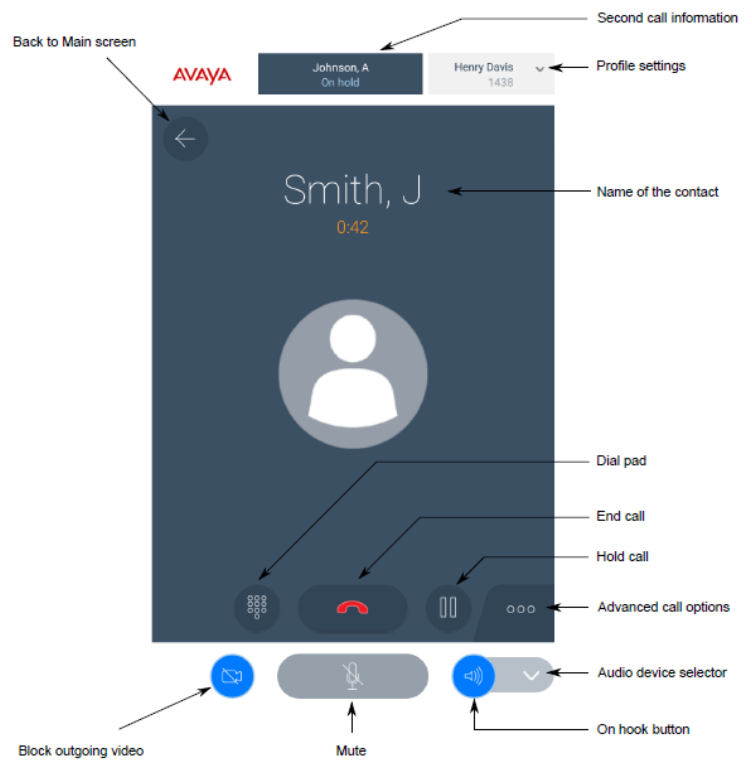 Second call information
Back to Main screen
AVAYA
Johnson, A
On hold
Henry Davis
1438
Profile settings
Smith, J
Name of the contact
0:42
Dial pad
End call
Hold call
Advanced call options
Audio device selector
On hook button
Block outgoing video
Mute